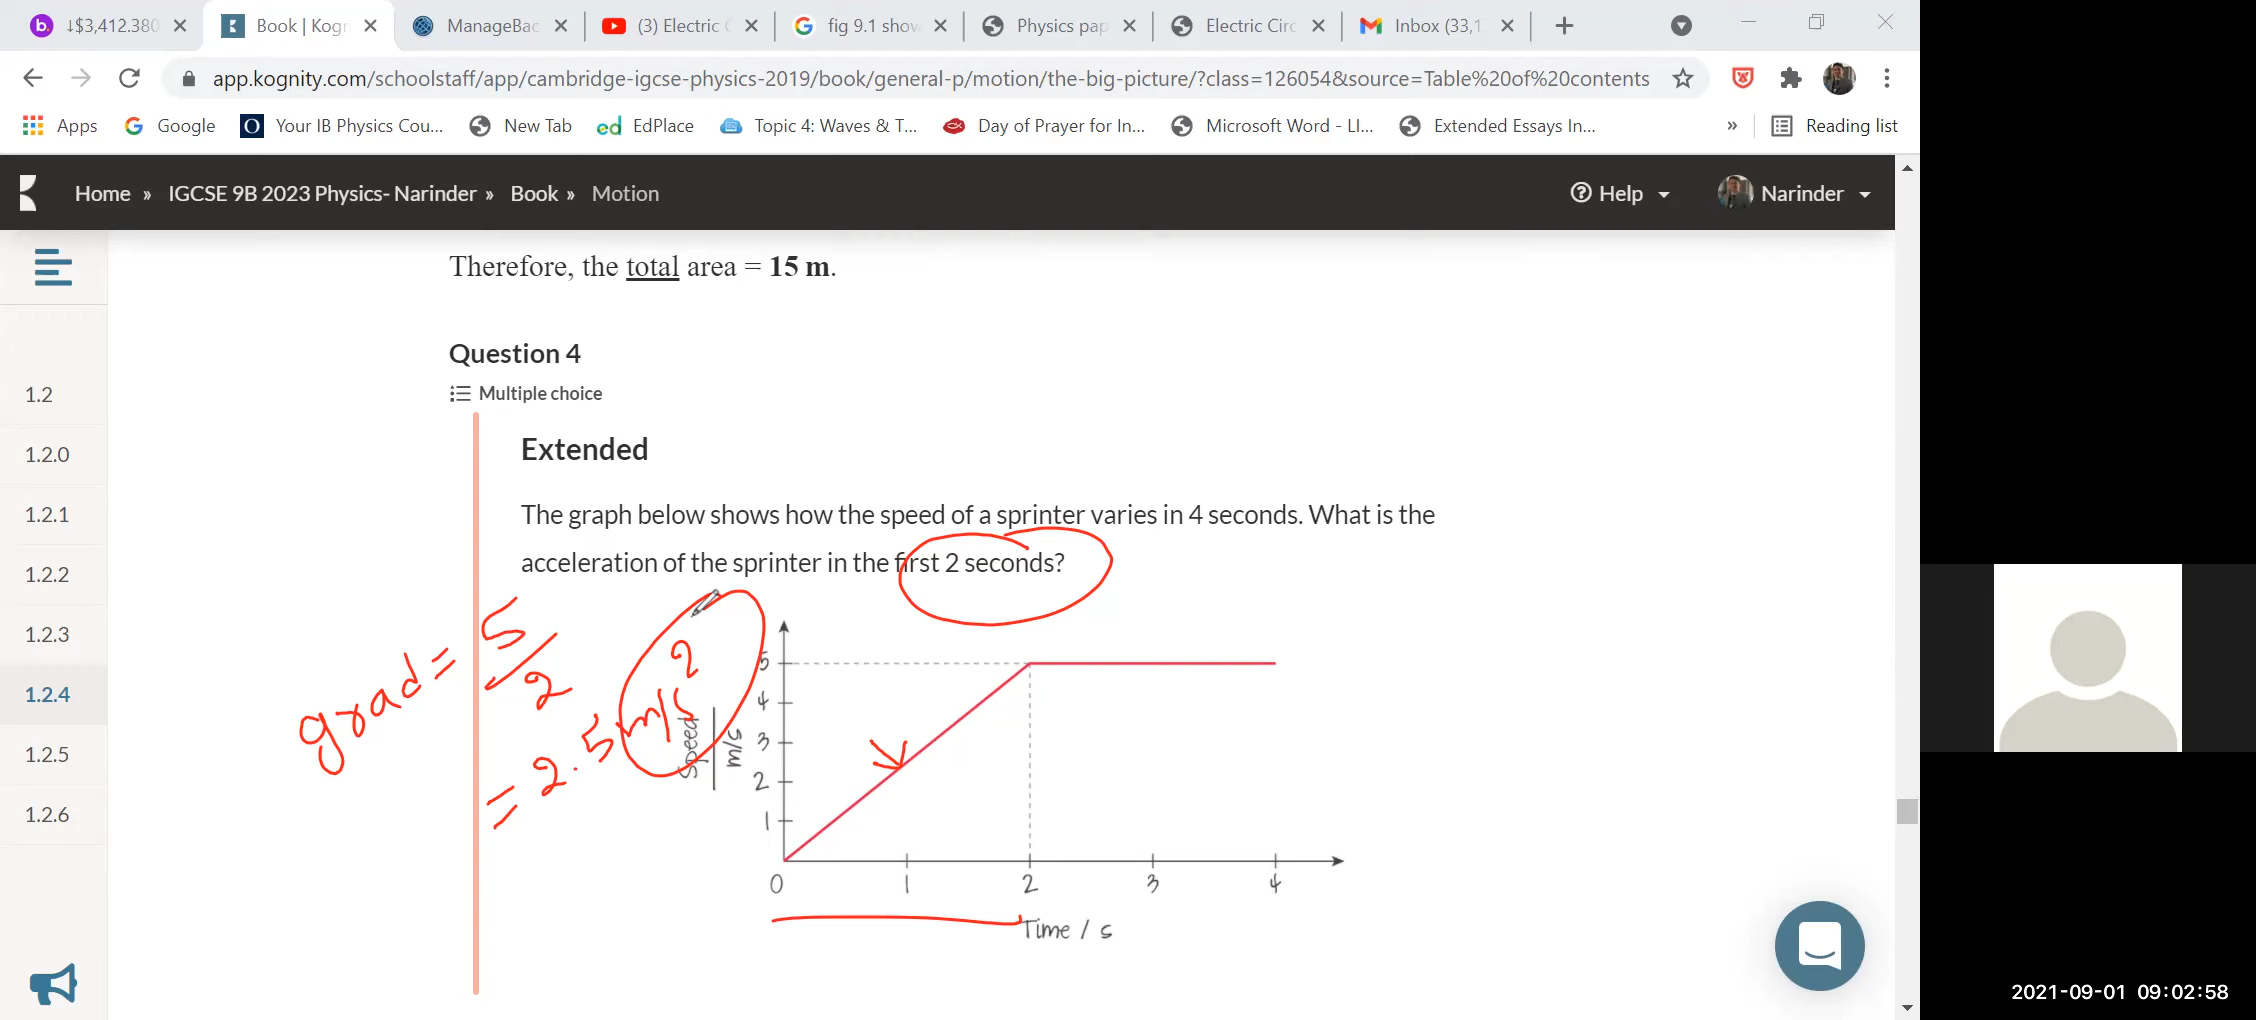 ↓$3,412.380
Book | Kogn
ManageBac
(3) Electric C
fig 9.1 show
Physics pap
Electric Circ
Inbox (33,1
app.kognity.com/schoolstaff/app/cambridge-igcse-physics-2019/book/general-p/motion/the-big-picture/?class=126054&source=Table%20of%20contents
Apps
Google
Your IB Physics Cou...
New Tab
EdPlace
Topic 4: Waves & T...
Day of Prayer for In...
Microsoft Word - LI...
Extended Essays In...
»
Reading list
Home » IGCSE 9B 2023 Physics- Narinder » Book » Motion
Help
Narinder
Therefore, the total area = 15 m.
Question 4
Multiple choice
Extended
The graph below shows how the speed of a sprinter varies in 4 seconds. What is the
acceleration of the sprinter in the first 2 seconds?
1.2
1.2.0
1.2.1
1.2.2
1.2.3
1.2.4
1.2.5
1.2.6
grad = 5/2
= 2.5 m/s²
Speed
m/s
5
4
3
2
1
0 1 2 3 4
Time / s
2021-09-01 09:02:58